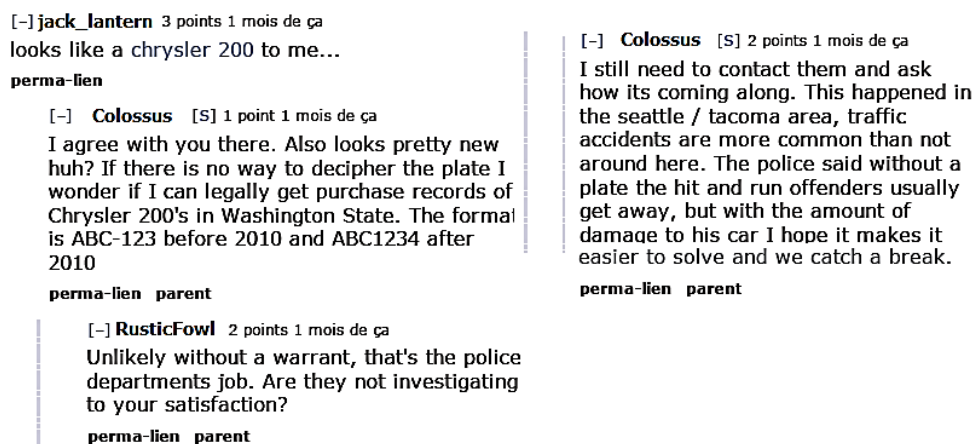 [-] jack_lantern 3 points 1 mois de ça
looks like a chrysler 200 to me...
perma-lien
[-] Colossus [S] 1 point 1 mois de ça
I agree with you there. Also looks pretty new
huh? If there is no way to decipher the plate I
wonder if I can legally get purchase records of
Chrysler 200's in Washington State. The format
is ABC-123 before 2010 and ABC1234 after
2010
perma-lien parent
[-] RusticFowl 2 points 1 mois de ça
Unlikely without a warrant, that's the police
departments job. Are they not investigating
to your satisfaction?
perma-lien parent
[-] Colossus [S] 2 points 1 mois de ça
I still need to contact them and ask
how its coming along. This happened in
the seattle / tacoma area, traffic
accidents are more common than not
around here. The police said without a
plate the hit and run offenders usually
get away, but with the amount of
damage to his car I hope it makes it
easier to solve and we catch a break.
perma-lien parent